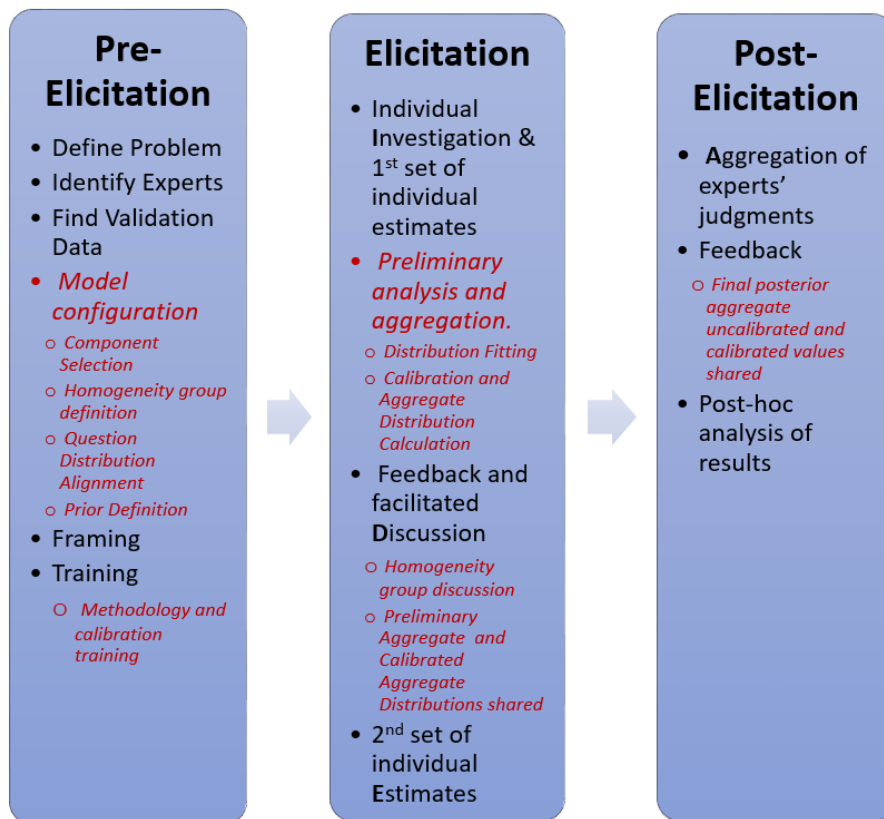 Pre-
Elicitation
• Define Problem
• Identify Experts
• Find Validation
Data
• Model
configuration
o Component
Selection
o Homogeneity group
definition
o Question
Distribution
Alignment
o Prior Definition
• Framing
• Training
o Methodology and
calibration
training
Elicitation
• Individual
Investigation &
1st set of
individual
estimates
• Preliminary
analysis and
aggregation.
o Distribution Fitting
o Calibration and
Aggregate
Distribution
Calculation
• Feedback and
facilitated
Discussion
o Homogeneity
group discussion
o Preliminary
Aggregate and
Calibrated
Aggregate
Distributions shared
• 2nd set of
individual
Estimates
Post-
Elicitation
• Aggregation of
experts’
judgments
• Feedback
o Final posterior
aggregate
uncalibrated and
calibrated values
shared
• Post-hoc
analysis of
results